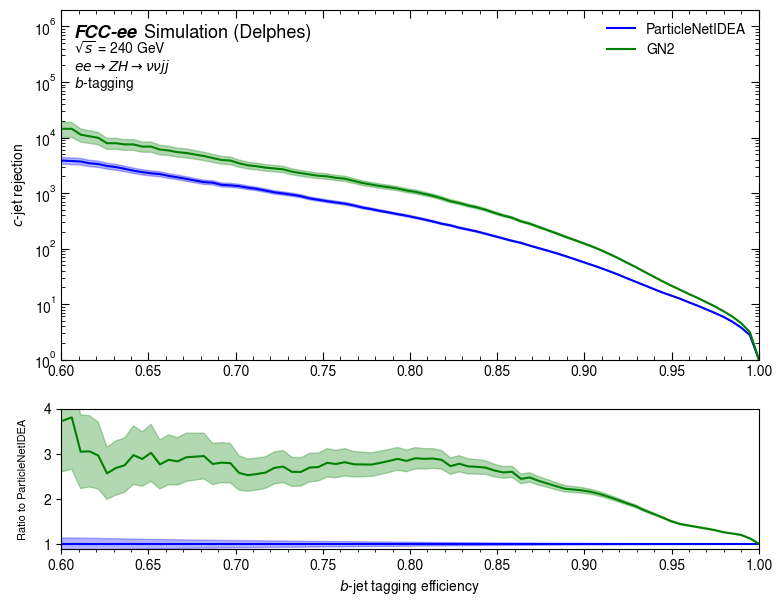 FCC-ee Simulation (Delphes)
√s = 240 GeV
ee → ZH → ννjj
b-tagging
ParticleNetIDEA
GN2
c-jet rejection
10⁶
10⁵
10⁴
10³
10²
10¹
10⁰
0.60 0.65 0.70 0.75 0.80 0.85 0.90 0.95 1.00
Ratio to ParticleNetIDEA
4
3
2
1
0.60 0.65 0.70 0.75 0.80 0.85 0.90 0.95 1.00
b-jet tagging efficiency